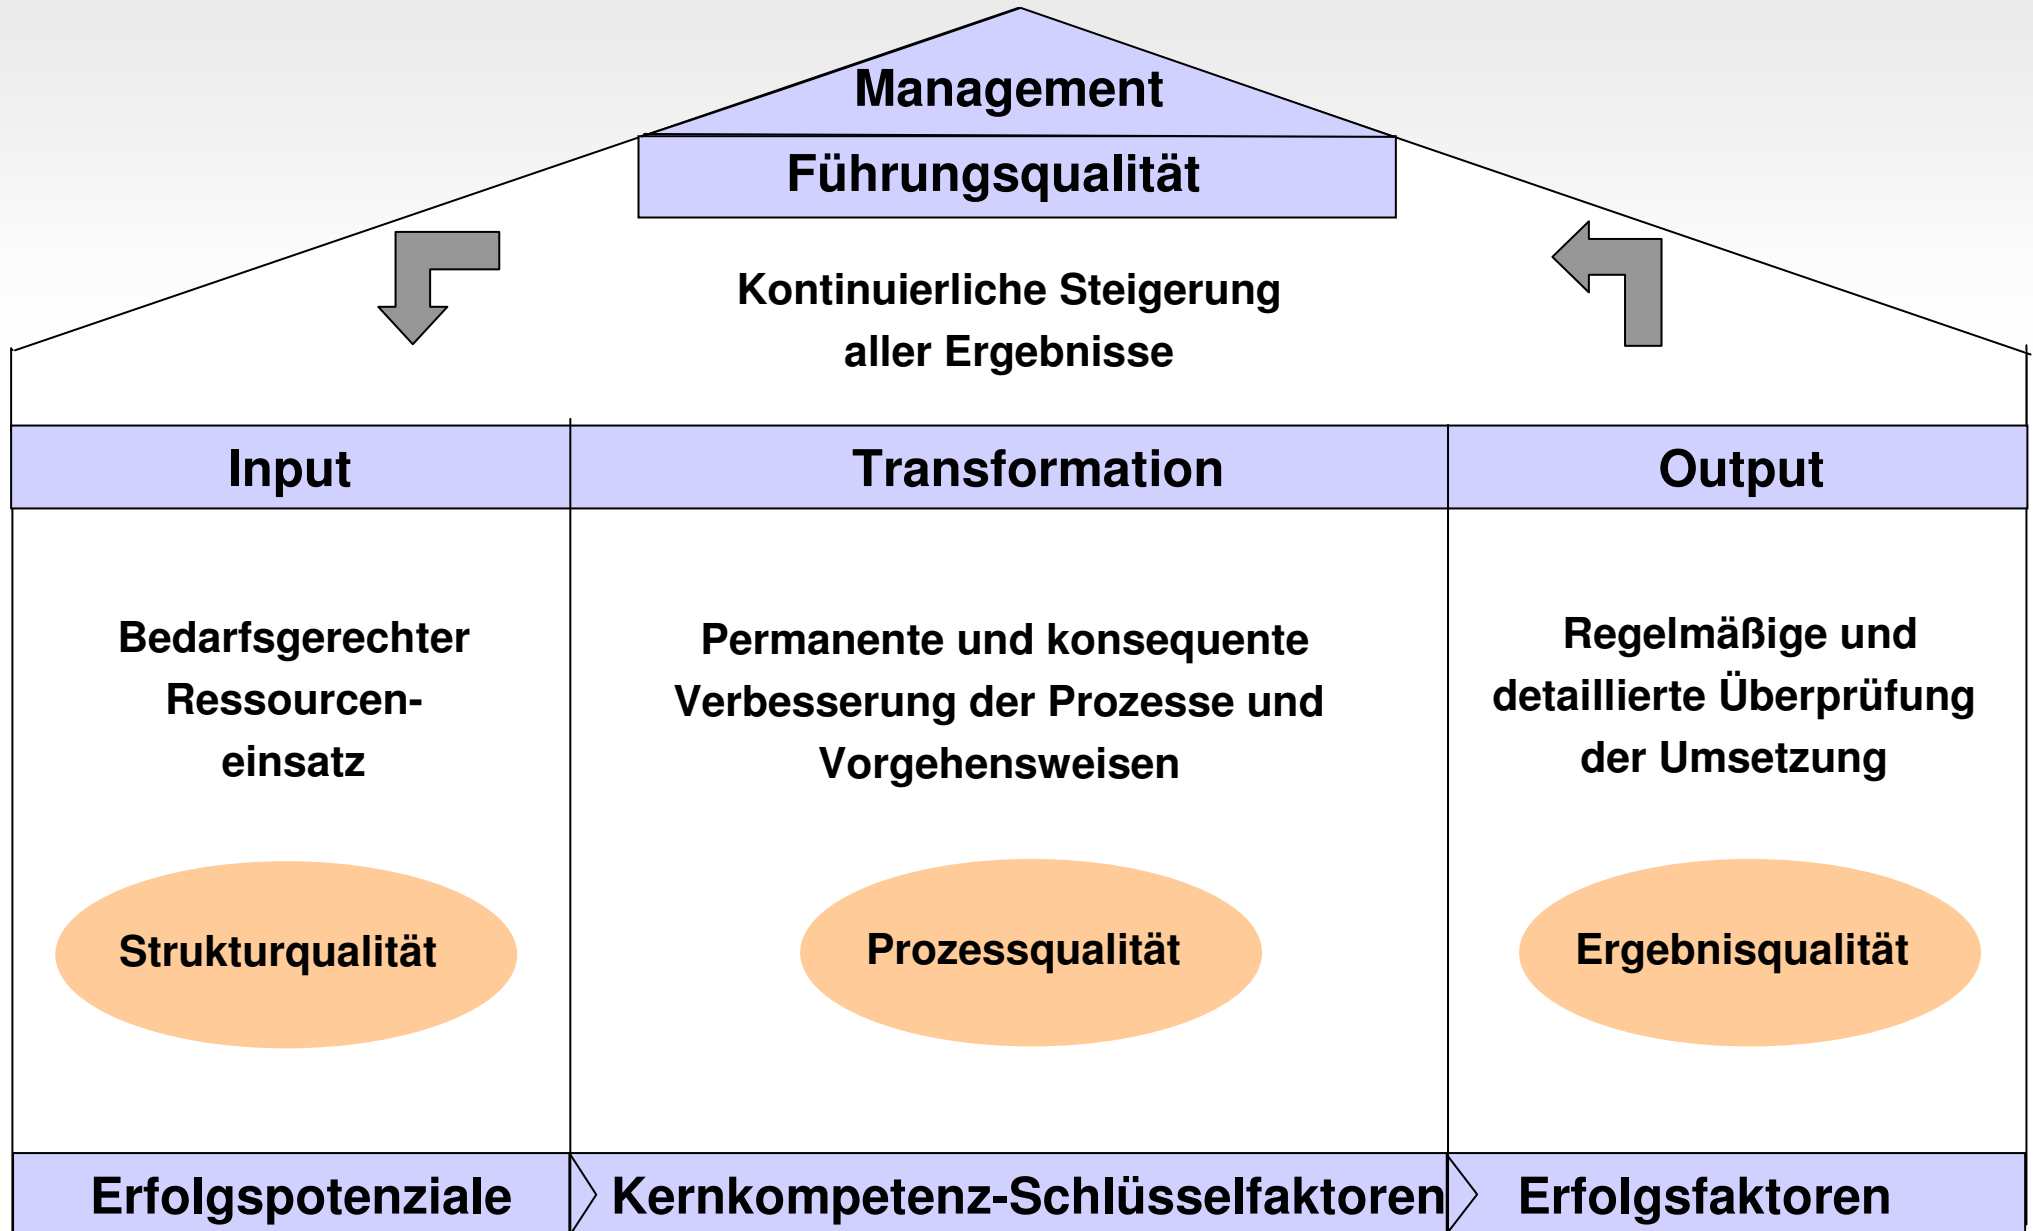 Management
Führungsqualität
Kontinuierliche Steigerung
aller Ergebnisse
Input
Transformation
Output
Bedarfsgerechter
Ressourcen-
einsatz
Permanente und konsequente
Verbesserung der Prozesse und
Vorgehensweisen
Regelmäßige und
detaillierte Überprüfung
der Umsetzung
Strukturqualität
Prozessqualität
Ergebnisqualität
Erfolgspotenziale
Kernkompetenz-Schlüsselfaktoren
Erfolgsfaktoren